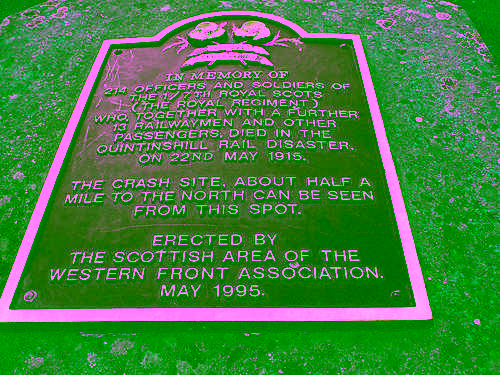 IN MEMORY OF
214 OFFICERS AND SOLDIERS OF
THE 1/7TH ROYAL SCOTS
(THE ROYAL REGIMENT)
WHO, TOGETHER WITH A FURTHER
13 RAILWAYMEN AND OTHER
PASSENGERS, DIED IN THE
QUINTINSHILL RAIL DISASTER,
ON 22ND MAY 1915.
THE CRASH SITE, ABOUT HALF A
MILE TO THE NORTH CAN BE SEEN
FROM THIS SPOT.
ERECTED BY
THE SCOTTISH AREA OF THE
WESTERN FRONT ASSOCIATION.
MAY 1995.